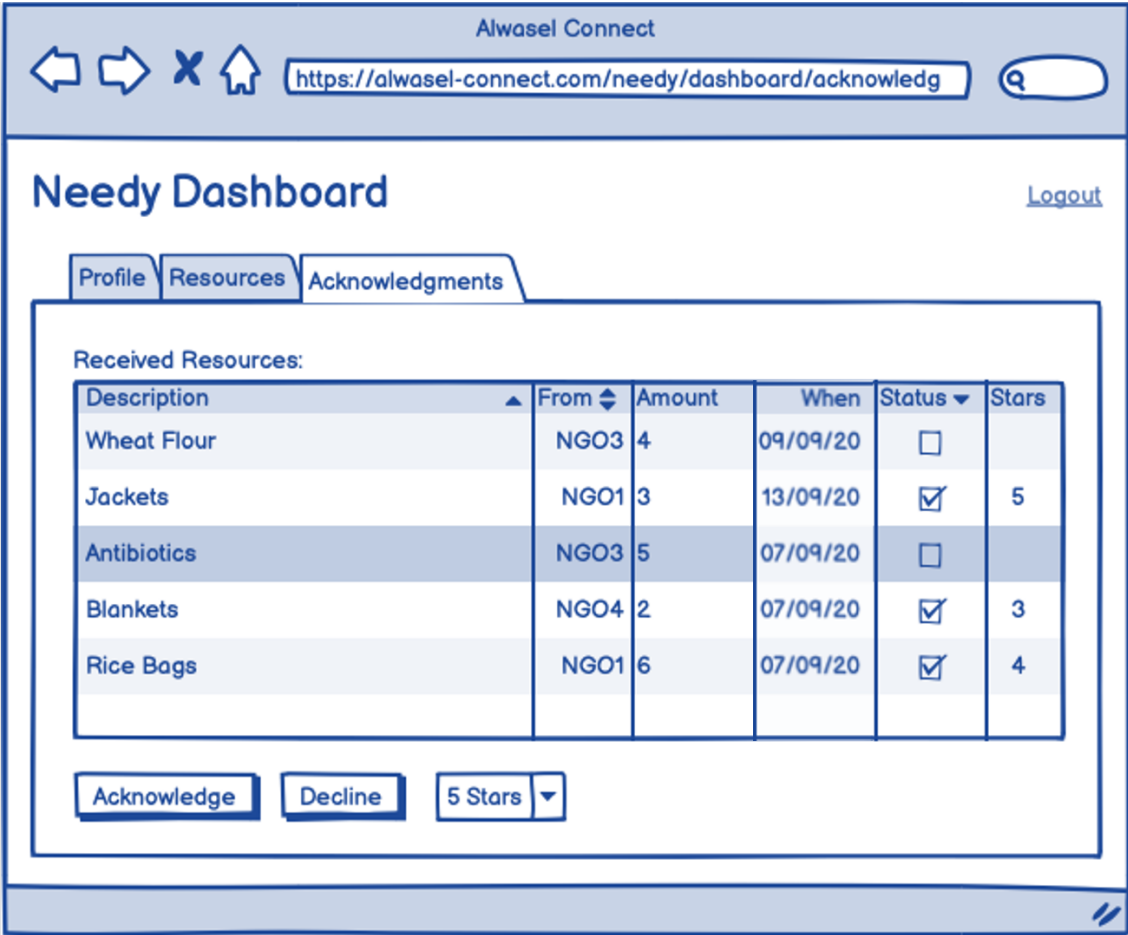 Alwasel Connect
https://alwasel-connect.com/needy/dashboard/acknowledg
Needy Dashboard
Logout
Profile Resources Acknowledgments
Received Resources:
Description From Amount When Status Stars
Wheat Flour NGO3 4 09/09/20
Jackets NGO1 3 13/09/20 5
Antibiotics NGO3 5 07/09/20
Blankets NGO4 2 07/09/20 3
Rice Bags NGO1 6 07/09/20 4
Acknowledge Decline 5 Stars